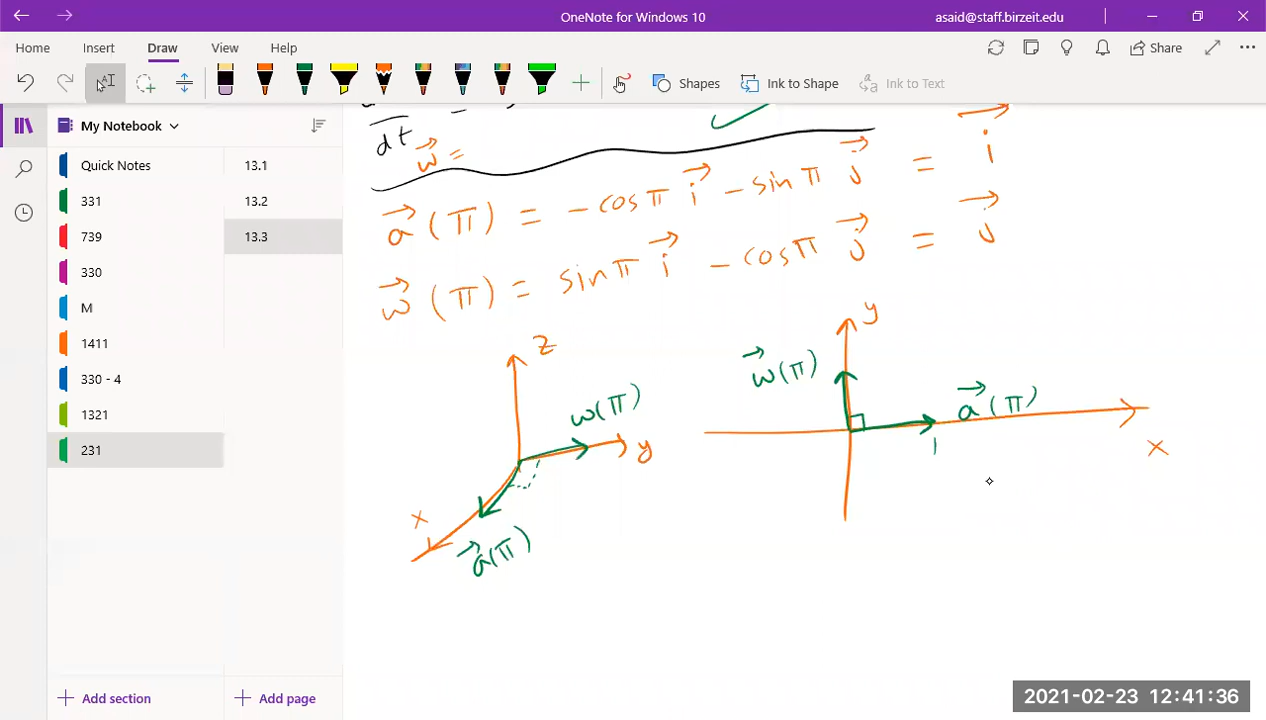 OneNote for Windows 10
asaid@staff.birzeit.edu
Home Insert Draw View Help
Share
Shapes
Ink to Shape
Ink to Text
My Notebook
Quick Notes
331
739
330
M
1411
330 - 4
1321
231
13.1
13.2
13.3
Add section
Add page
dt
w⃗ =
a⃗ (π) = -cos π i⃗ - sin π j⃗ = i⃗
w⃗ (π) = sin π i⃗ - cos π j⃗ = j⃗
z
w(π)
y
x
a⃗(π)
y
w⃗(π)
a⃗(π)
1
x
2021-02-23 12:41:36